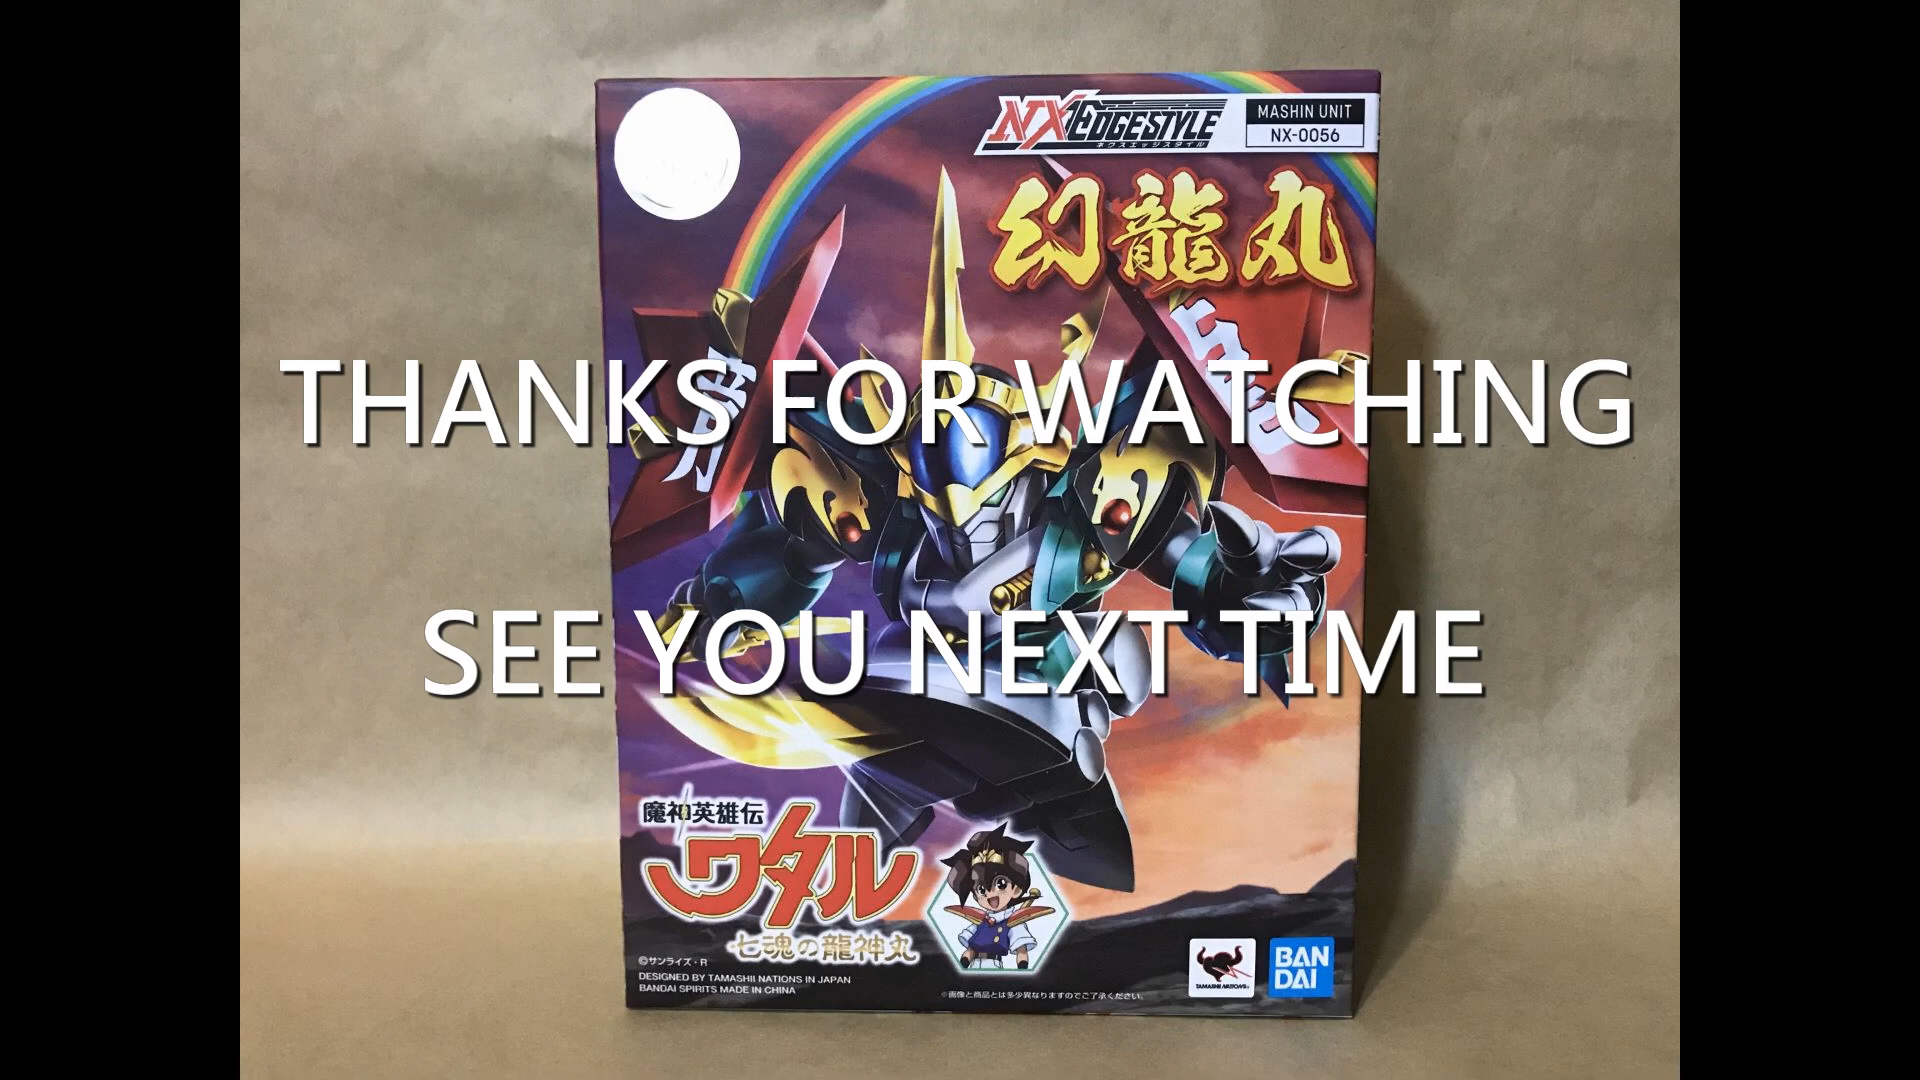 NXEDGESTYLE
ネクスエッジスタイル
MASHIN UNIT
NX-0056
幻龍丸
THANKS FOR WATCHING
SEE YOU NEXT TIME
魔神英雄伝
ワタル
七魂の龍神丸
©サンライズ・R
DESIGNED BY TAMASHII NATIONS IN JAPAN
BANDAI SPIRITS MADE IN CHINA
※画像と商品とは多少異なりますのでご了承ください。
TAMASHII NATIONS
BAN
DAI